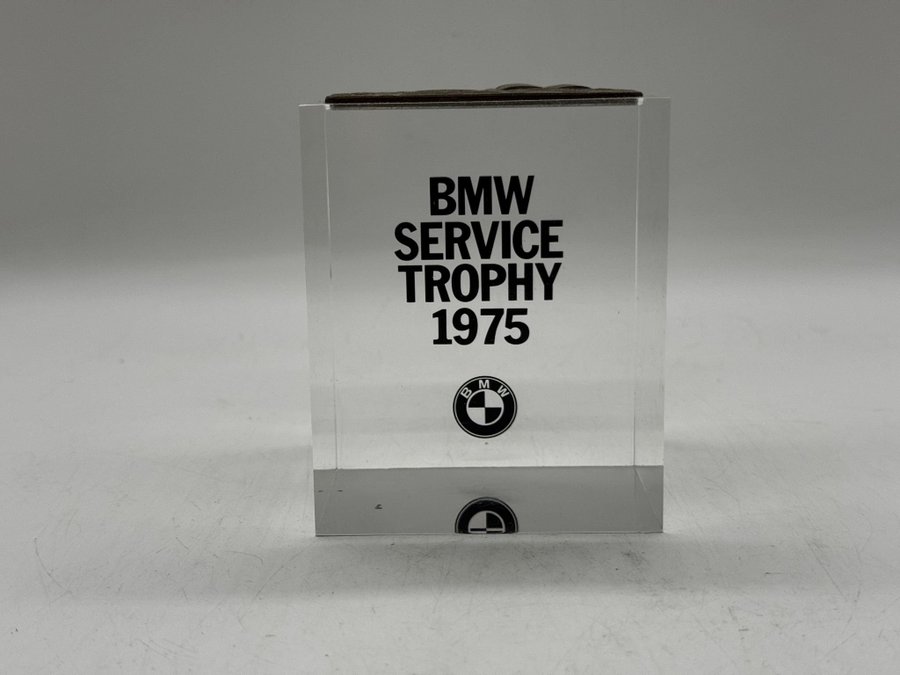 BMW
SERVICE
TROPHY
1975
BMW